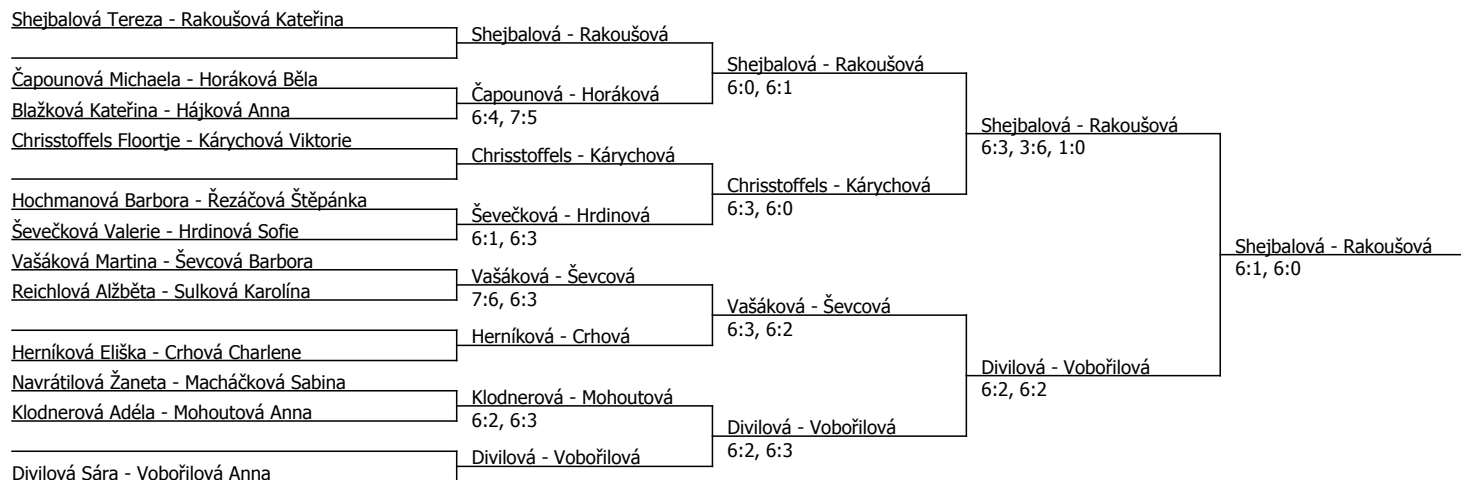 Shejbalová Tereza - Rakoušová Kateřina
Shejbalová - Rakoušová
Čapounová Michaela - Horáková Běla
Blažková Kateřina - Hájková Anna
Čapounová - Horáková
6:4, 7:5
Shejbalová - Rakoušová
6:0, 6:1
Chrisstoffels Floortje - Kárychová Viktorie
Chrisstoffels - Kárychová
Hochmanová Barbora - Řezáčová Štěpánka
Ševečková Valerie - Hrdinová Sofie
Ševečková - Hrdinová
6:1, 6:3
Chrisstoffels - Kárychová
6:3, 6:0
Shejbalová - Rakoušová
6:3, 3:6, 1:0
Vašáková Martina - Ševcová Barbora
Reichlová Alžběta - Sulková Karolína
Vašáková - Ševcová
7:6, 6:3
Herníková Eliška - Crhová Charlene
Herníková - Crhová
Vašáková - Ševcová
6:3, 6:2
Navrátilová Žaneta - Macháčková Sabina
Klodnerová Adéla - Mohoutová Anna
Klodnerová - Mohoutová
6:2, 6:3
Divilová Sára - Vobořilová Anna
Divilová - Vobořilová
Divilová - Vobořilová
6:2, 6:3
Divilová - Vobořilová
6:2, 6:2
Shejbalová - Rakoušová
6:1, 6:0